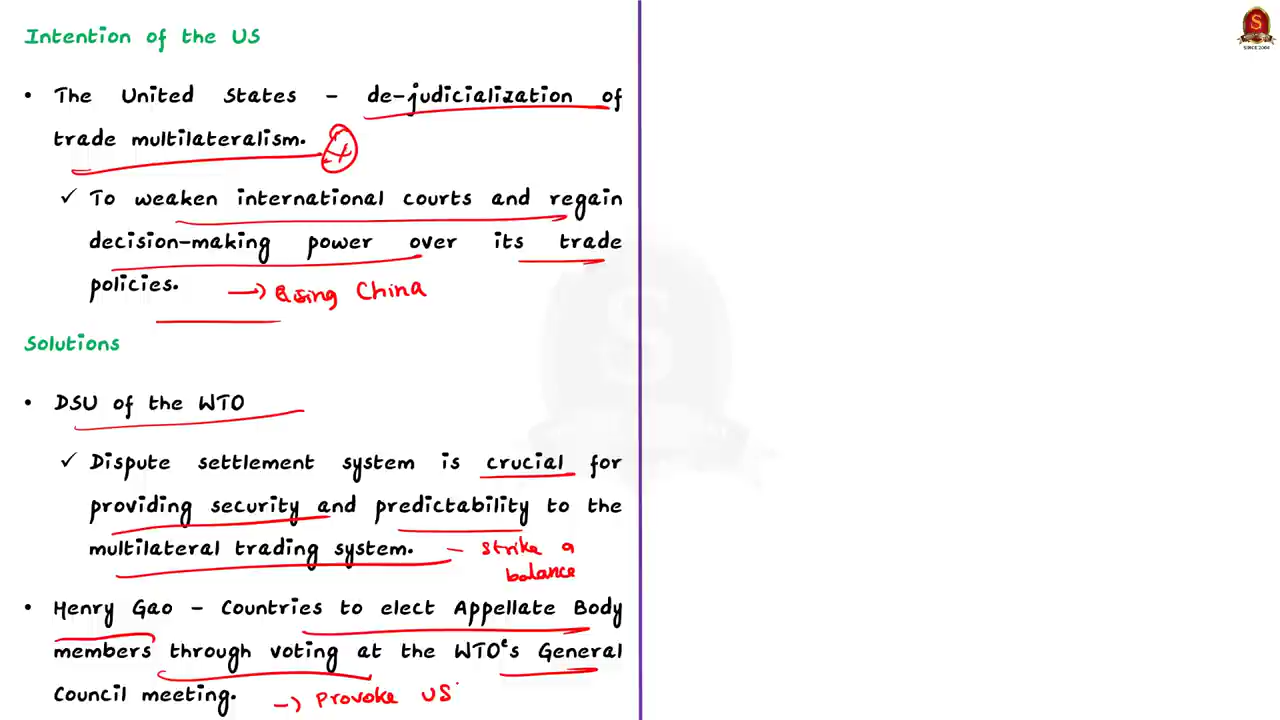 Intention of the US
• The United States - de-judicialization of
trade multilateralism.
✓ To weaken international courts and regain
decision-making power over its trade
policies. → using China
Solutions
• DSU of the WTO
✓ Dispute settlement system is crucial for
providing security and predictability to the
multilateral trading system. - strike a
balance
• Henry Gao - Countries to elect Appellate Body
members through voting at the WTO's General
Council meeting. → Provoke US
S
SINCE 2004
S